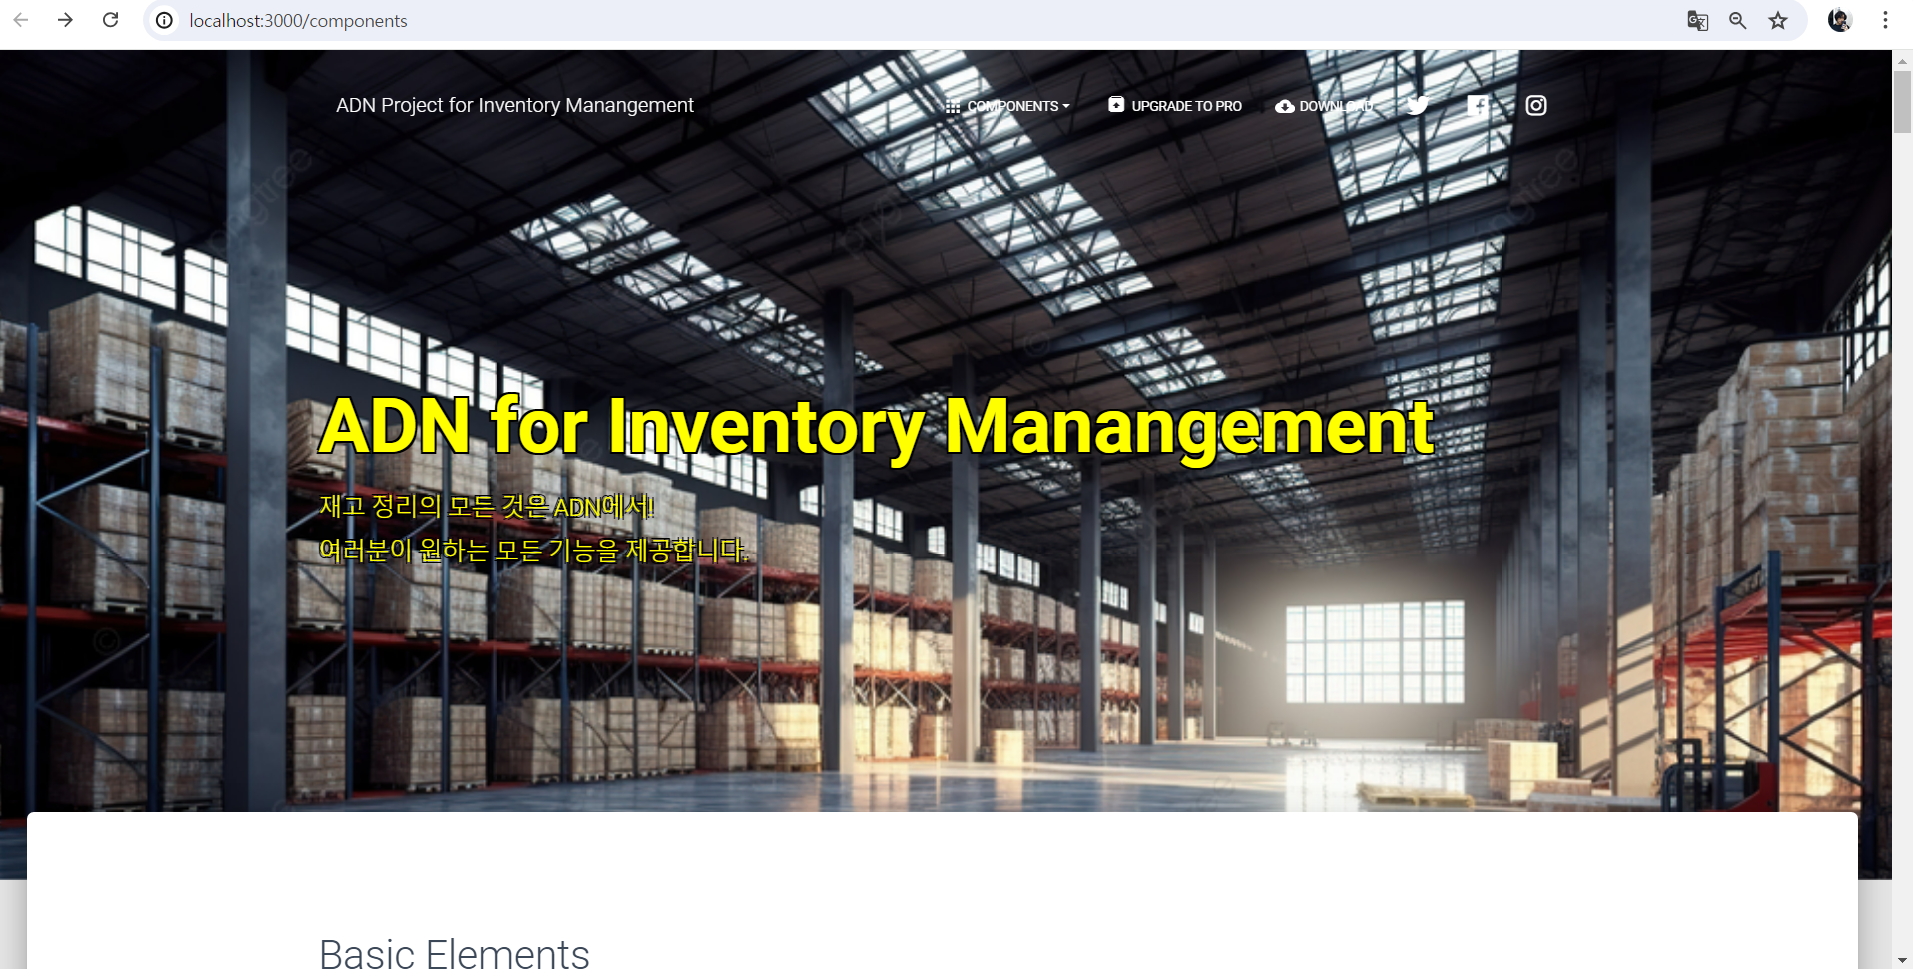 localhost:3000/components
ADN Project for Inventory Manangement
COMPONENTS
UPGRADE TO PRO
DOWNLOAD
ADN for Inventory Manangement
재고 정리의 모든 것은 ADN에서!
여러분이 원하는 모든 기능을 제공합니다.
Basic Elements